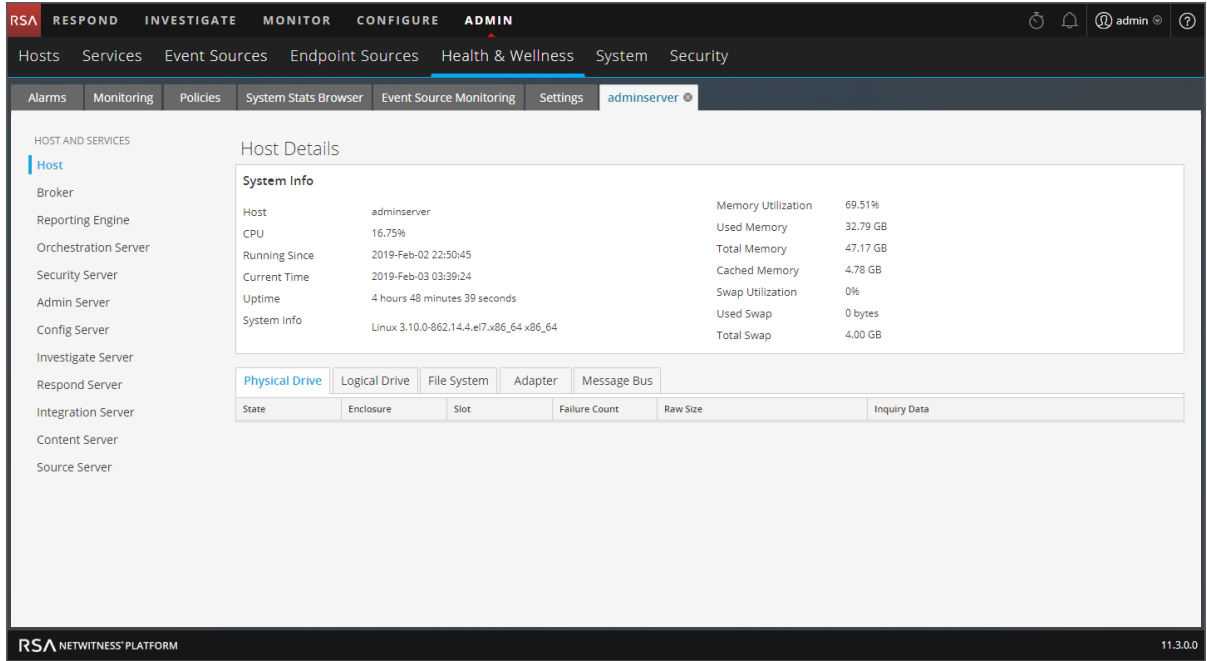 RSA RESPOND INVESTIGATE MONITOR CONFIGURE ADMIN admin
Hosts Services Event Sources Endpoint Sources Health & Wellness System Security
Alarms Monitoring Policies System Stats Browser Event Source Monitoring Settings adminserver
HOST AND SERVICES
Host
Broker
Reporting Engine
Orchestration Server
Security Server
Admin Server
Config Server
Investigate Server
Respond Server
Integration Server
Content Server
Source Server
Host Details
System Info
Host adminserver
CPU 16.75%
Running Since 2019-Feb-02 22:50:45
Current Time 2019-Feb-03 03:39:24
Uptime 4 hours 48 minutes 39 seconds
System Info Linux 3.10.0-862.14.4.el7.x86_64 x86_64
Memory Utilization 69.51%
Used Memory 32.79 GB
Total Memory 47.17 GB
Cached Memory 4.78 GB
Swap Utilization 0%
Used Swap 0 bytes
Total Swap 4.00 GB
Physical Drive Logical Drive File System Adapter Message Bus
State Enclosure Slot Failure Count Raw Size Inquiry Data
RSA NETWITNESS® PLATFORM 11.3.0.0